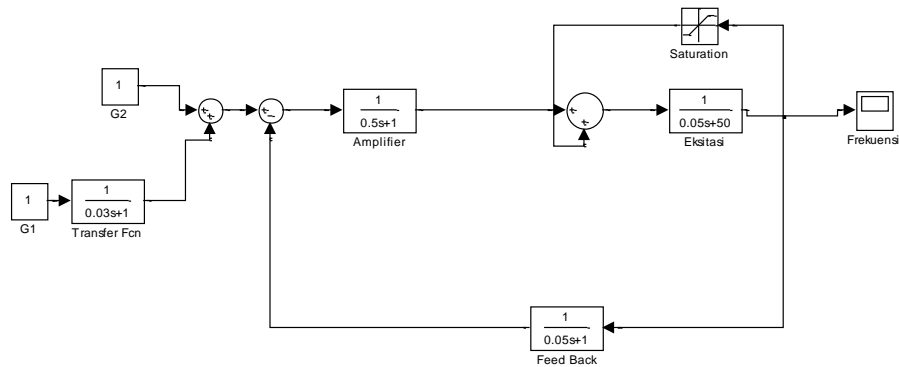 Saturation
1
G2
1
0.5s+1
Amplifier
1
0.05s+50
Eksitasi
Frekuensi
1
G1
1
0.03s+1
Transfer Fcn
1
0.05s+1
Feed Back